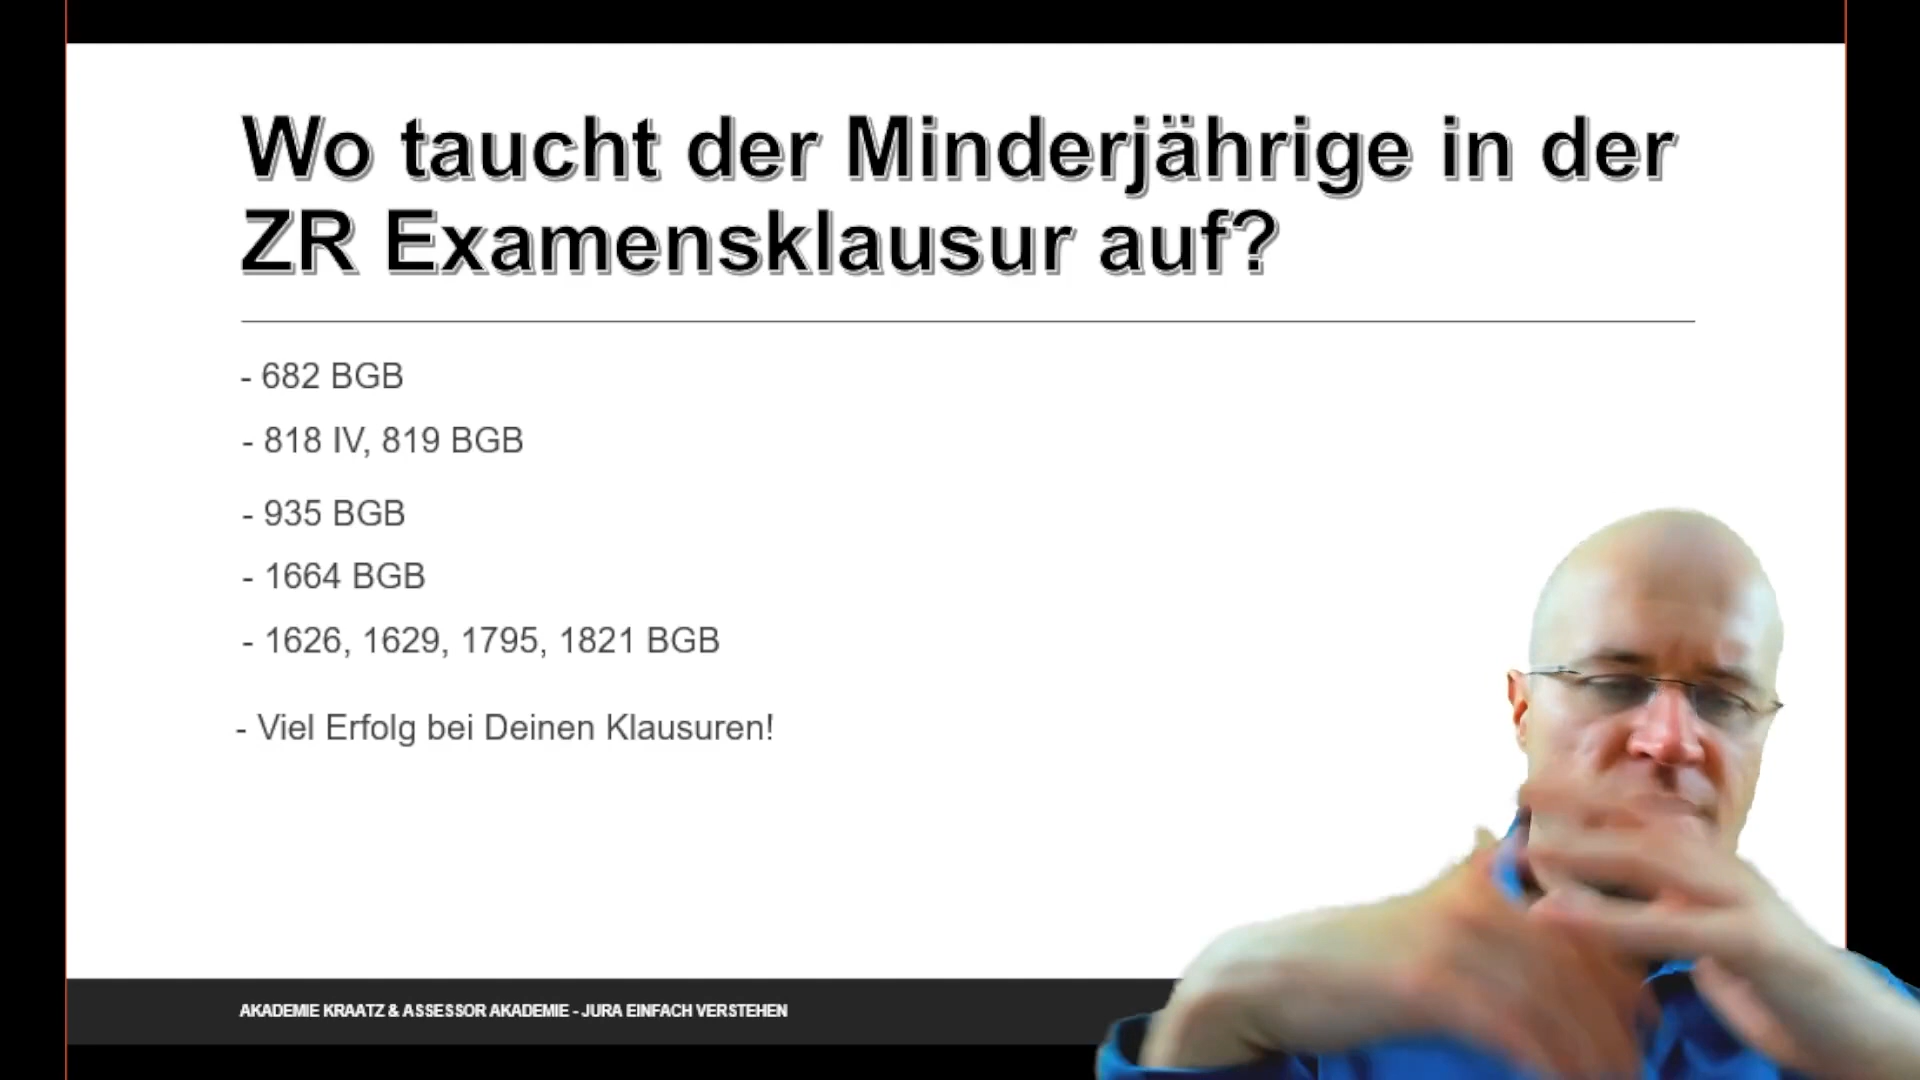 Wo taucht der Minderjährige in der
ZR Examensklausur auf?
- 682 BGB
- 818 IV, 819 BGB
- 935 BGB
- 1664 BGB
- 1626, 1629, 1795, 1821 BGB
- Viel Erfolg bei Deinen Klausuren!
AKADEMIE KRAATZ & ASSESSOR AKADEMIE - JURA EINFACH VERSTEHEN